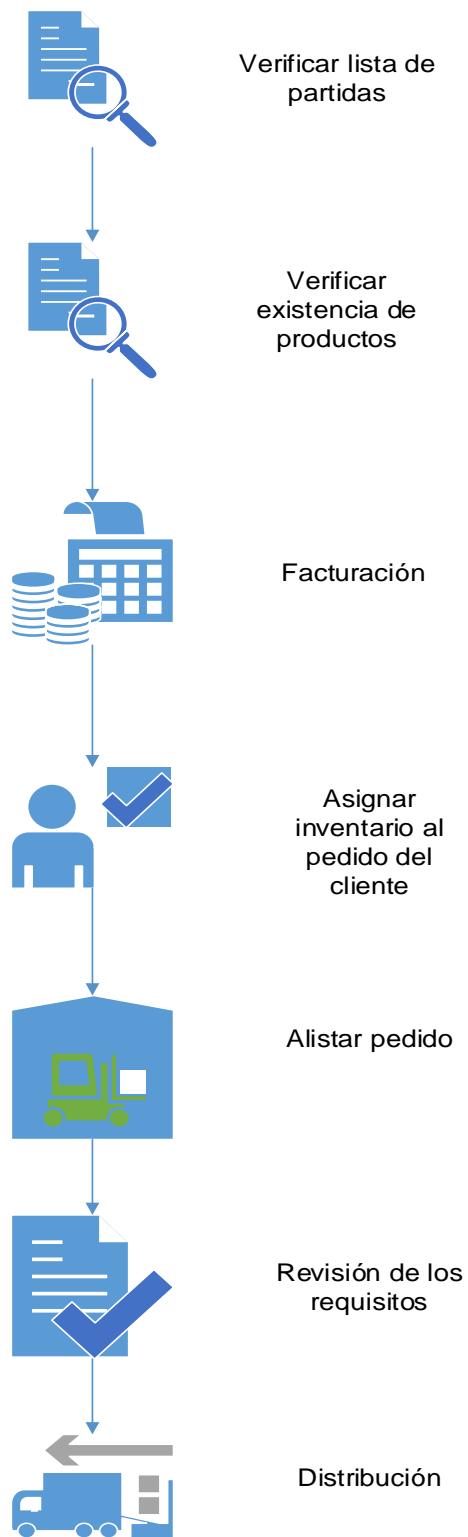 Verificar lista de
partidas
Verificar
existencia de
productos
Facturación
Asignar
inventario al
pedido del
cliente
Alistar pedido
Revisión de los
requisitos
Distribución